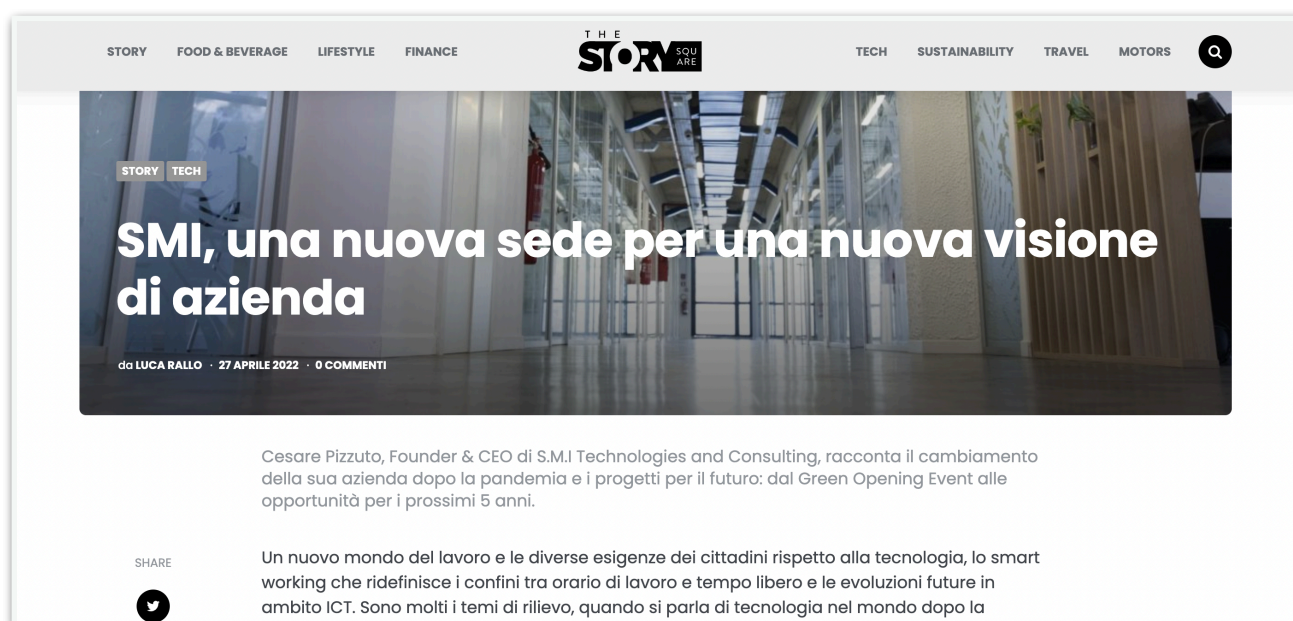 STORY FOOD & BEVERAGE LIFESTYLE FINANCE
THE
STORY
SQU
ARE
TECH SUSTAINABILITY TRAVEL MOTORS
STORY TECH
SMI, una nuova sede per una nuova visione
di azienda
da LUCA RALLO · 27 APRILE 2022 · 0 COMMENTI
Cesare Pizzuto, Founder & CEO di S.M.I Technologies and Consulting, racconta il cambiamento
della sua azienda dopo la pandemia e i progetti per il futuro: dal Green Opening Event alle
opportunità per i prossimi 5 anni.
SHARE
Un nuovo mondo del lavoro e le diverse esigenze dei cittadini rispetto alla tecnologia, lo smart
working che ridefinisce i confini tra orario di lavoro e tempo libero e le evoluzioni future in
ambito ICT. Sono molti i temi di rilievo, quando si parla di tecnologia nel mondo dopo la